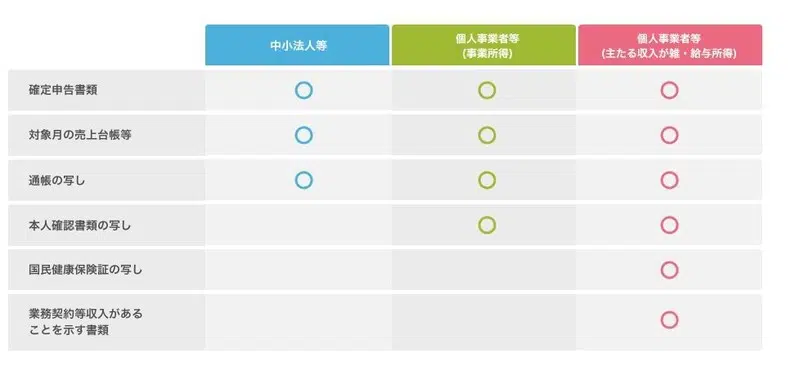 中小法人等
個人事業者等
(事業所得)
個人事業者等
(主たる収入が雑・給与所得)
確定申告書類
対象月の売上台帳等
通帳の写し
本人確認書類の写し
国民健康保険証の写し
業務契約等収入がある
ことを示す書類